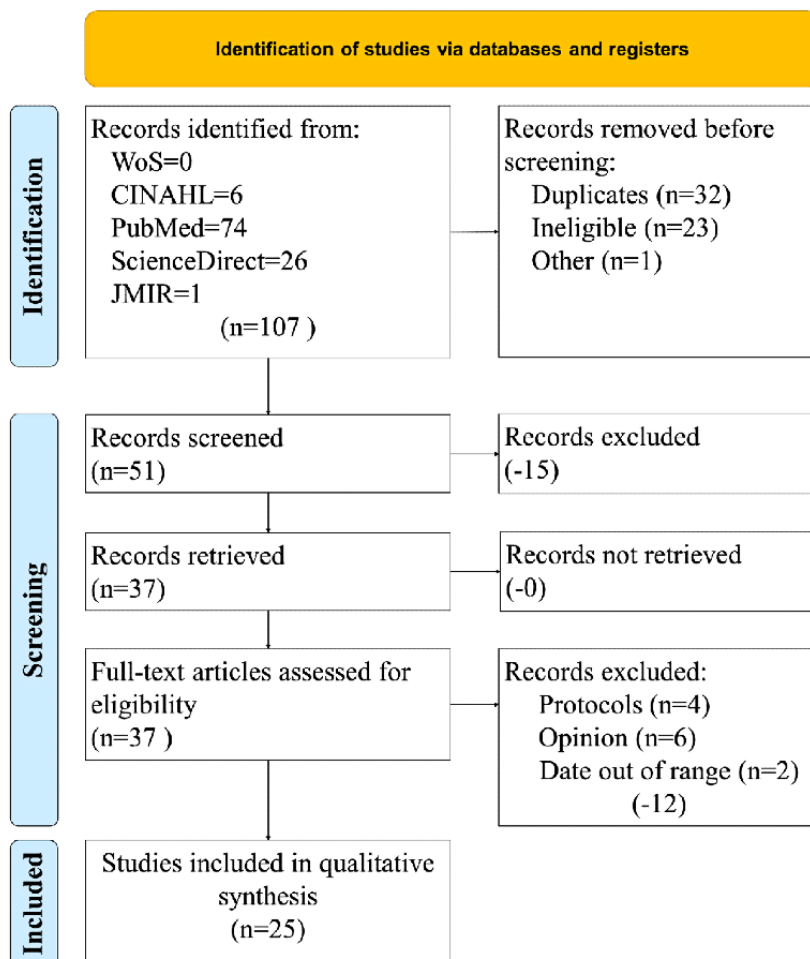 Identification of studies via databases and registers
Identification
Records identified from:
WoS=0
CINAHL=6
PubMed=74
ScienceDirect=26
JMIR=1
(n=107 )
Records removed before
screening:
Duplicates (n=32)
Ineligible (n=23)
Other (n=1)
Screening
Records screened
(n=51)
Records excluded
(-15)
Records retrieved
(n=37)
Records not retrieved
(-0)
Full-text articles assessed for
eligibility
(n=37 )
Records excluded:
Protocols (n=4)
Opinion (n=6)
Date out of range (n=2)
(-12)
Included
Studies included in qualitative
synthesis
(n=25)